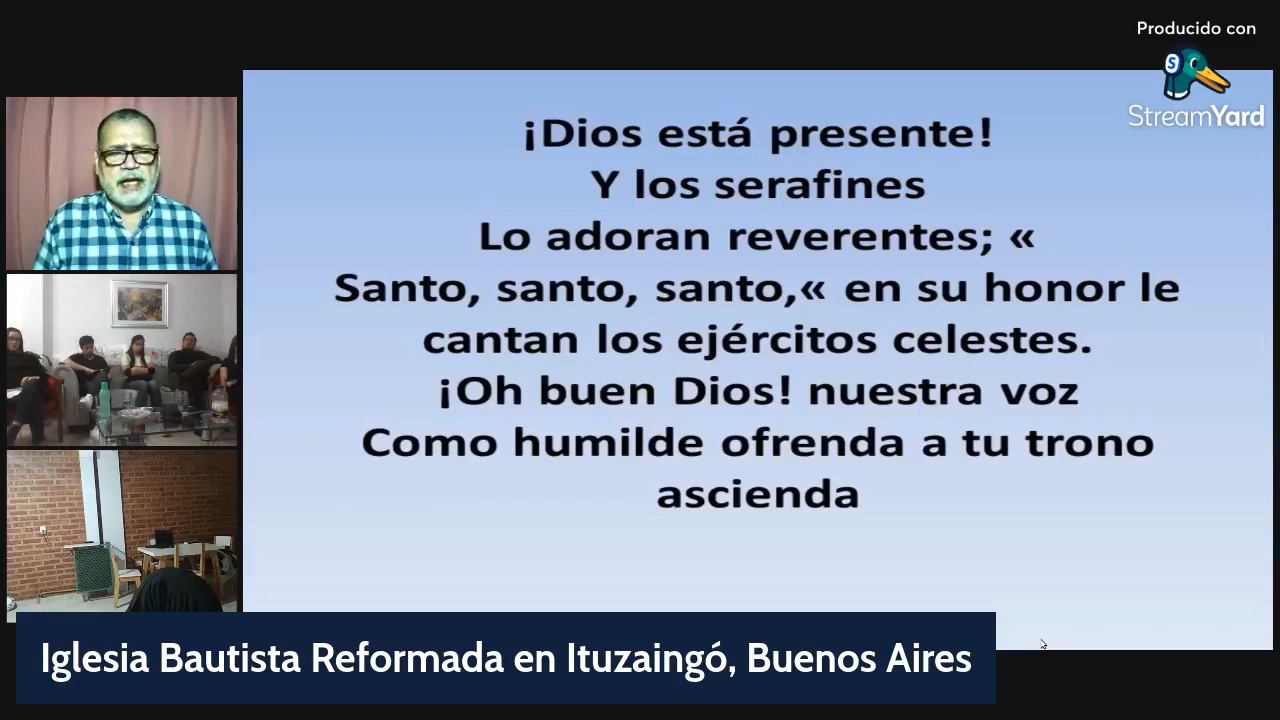 Producido con
StreamYard
¡Dios está presente!
Y los serafines
Lo adoran reverentes; «
Santo, santo, santo,« en su honor le
cantan los ejércitos celestes.
¡Oh buen Dios! nuestra voz
Como humilde ofrenda a tu trono
ascienda
Iglesia Bautista Reformada en Ituzaingó, Buenos Aires